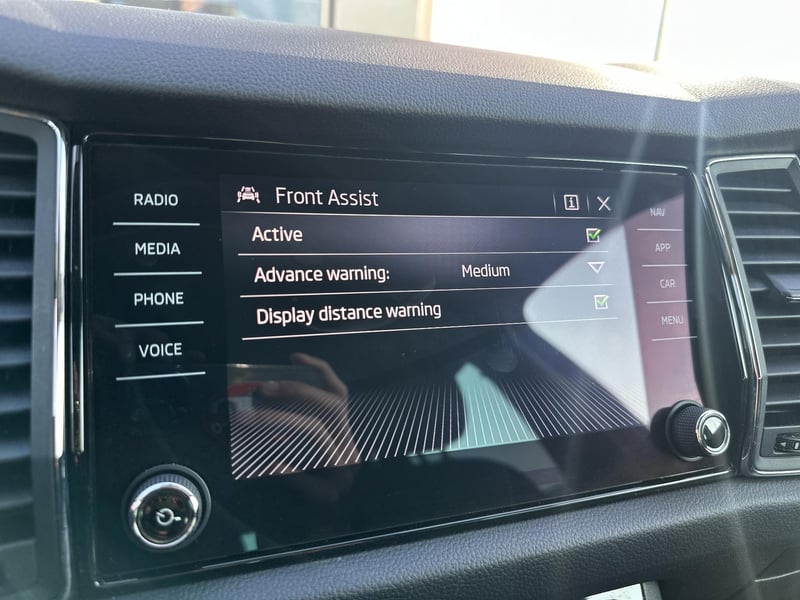 RADIO
MEDIA
PHONE
VOICE
Front Assist
i
Active
Advance warning: Medium
Display distance warning
NAV
APP
CAR
MENU